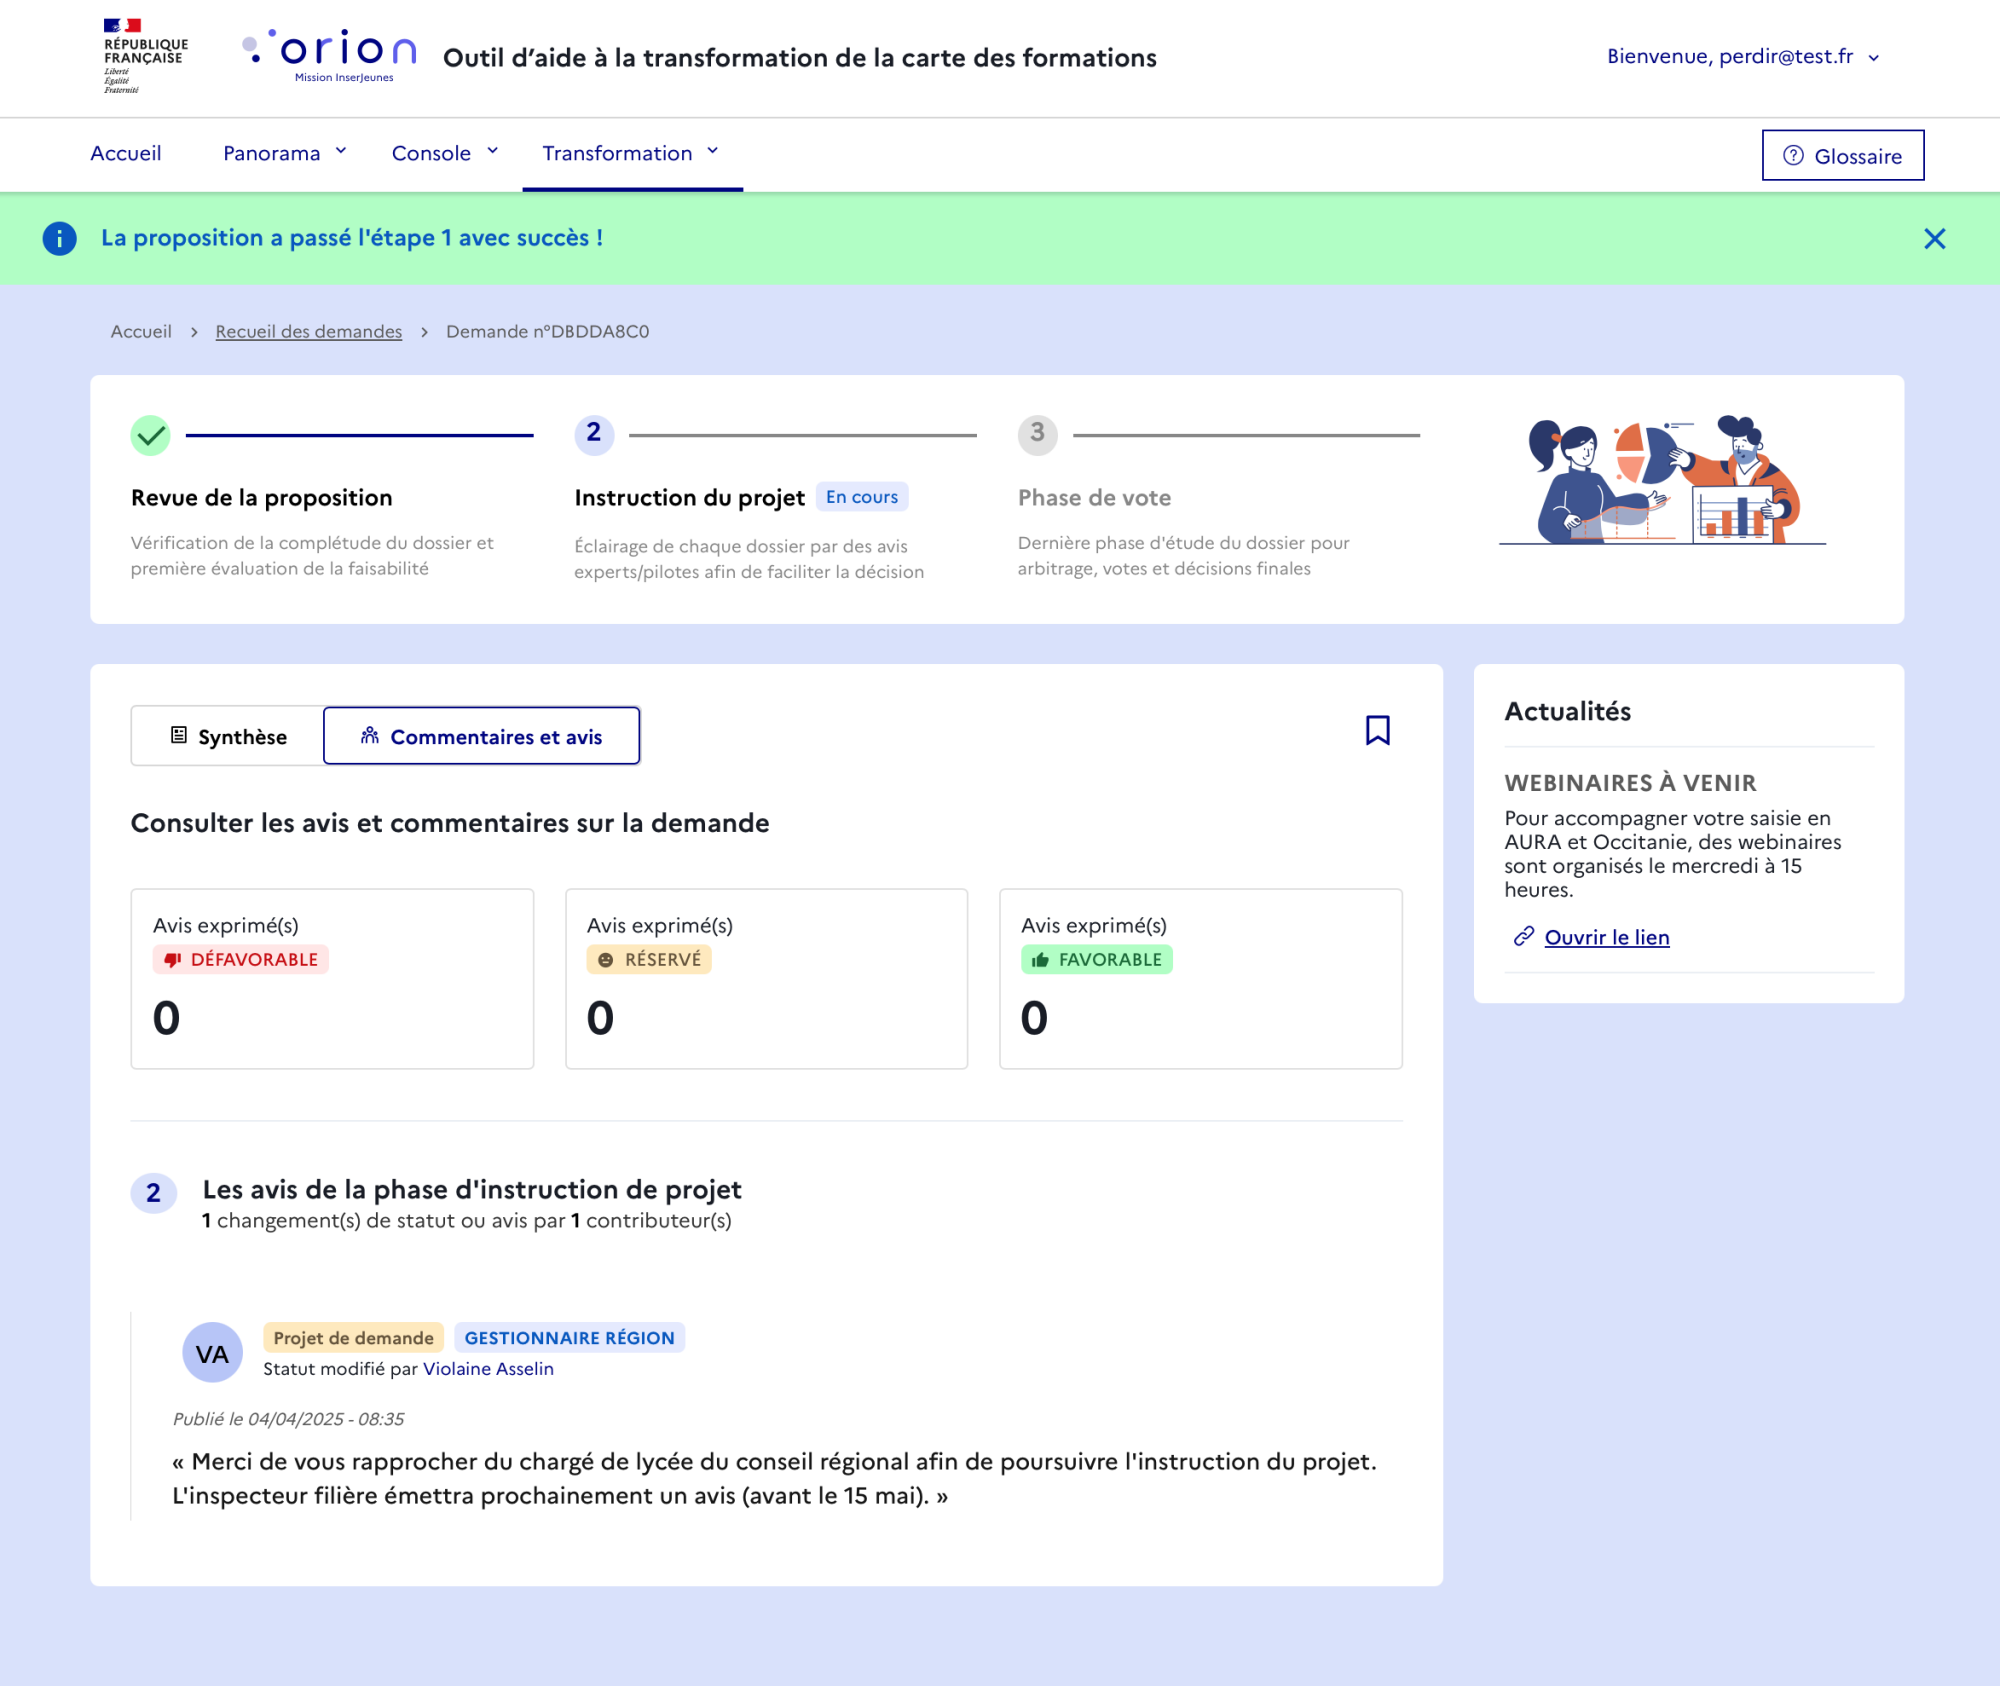 RÉPUBLIQUE
FRANÇAISE
Liberté
Égalité
Fraternité
orion
Mission InserJeunes
Outil d’aide à la transformation de la carte des formations
Bienvenue, perdir@test.fr
Accueil
Panorama
Console
Transformation
Glossaire
La proposition a passé l'étape 1 avec succès !
Accueil
Recueil des demandes
Demande n°DBDDA8C0
Revue de la proposition
Vérification de la complétude du dossier et
première évaluation de la faisabilité
2
Instruction du projet
En cours
Éclairage de chaque dossier par des avis
experts/pilotes afin de faciliter la décision
3
Phase de vote
Dernière phase d'étude du dossier pour
arbitrage, votes et décisions finales
Synthèse
Commentaires et avis
Consulter les avis et commentaires sur la demande
Avis exprimé(s)
DÉFAVORABLE
0
Avis exprimé(s)
RÉSERVÉ
0
Avis exprimé(s)
FAVORABLE
0
2
Les avis de la phase d'instruction de projet
1 changement(s) de statut ou avis par 1 contributeur(s)
VA
Projet de demande
GESTIONNAIRE RÉGION
Statut modifié par Violaine Asselin
Publié le 04/04/2025 - 08:35
« Merci de vous rapprocher du chargé de lycée du conseil régional afin de poursuivre l'instruction du projet.
L'inspecteur filière émettra prochainement un avis (avant le 15 mai). »
Actualités
WEBINAIRES À VENIR
Pour accompagner votre saisie en
AURA et Occitanie, des webinaires
sont organisés le mercredi à 15
heures.
Ouvrir le lien